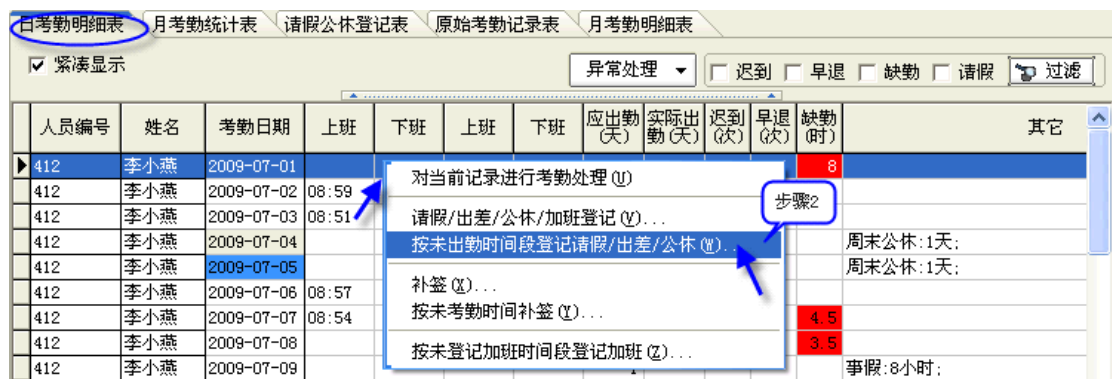 日考勤明细表 月考勤统计表 请假公休登记表 原始考勤记录表 月考勤明细表
紧凑显示 异常处理 迟到 早退 缺勤 请假 过滤
人员编号 姓名 考勤日期 上班 下班 上班 下班 应出勤(天) 实际出勤(天) 迟到(次) 早退(次) 缺勤(时) 其它
412 李小燕 2009-07-01 8
对当前记录进行考勤处理(U)
412 李小燕 2009-07-02 08:59
步骤2
412 李小燕 2009-07-03 08:51
请假/出差/公休/加班登记(V)...
412 李小燕 2009-07-04 周末公休:1天;
按未出勤时间段登记请假/出差/公休(W)...
412 李小燕 2009-07-05 周末公休:1天;
412 李小燕 2009-07-06 08:57
补签(X)...
412 李小燕 2009-07-07 08:54 4.5
按未考勤时间补签(Y)...
412 李小燕 2009-07-08 3.5
按未登记加班时间段登记加班(Z)...
412 李小燕 2009-07-09 事假:8小时;